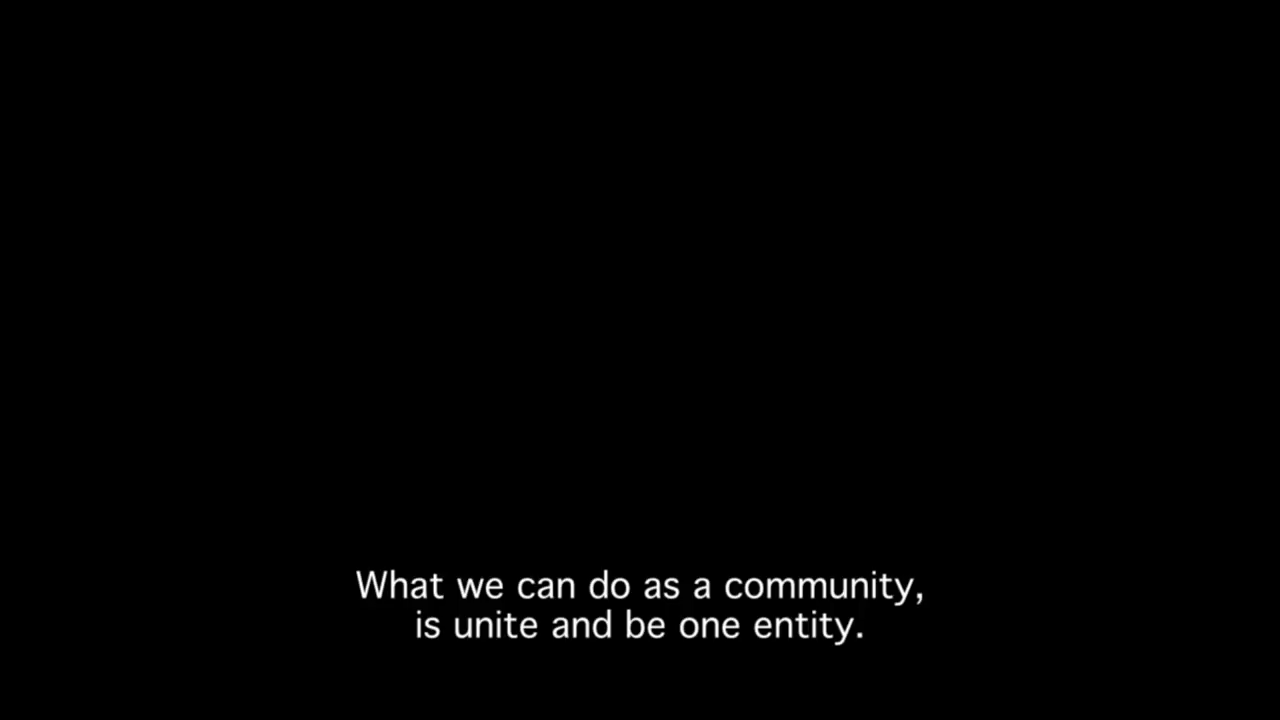 What we can do as a community,
is unite and be one entity.